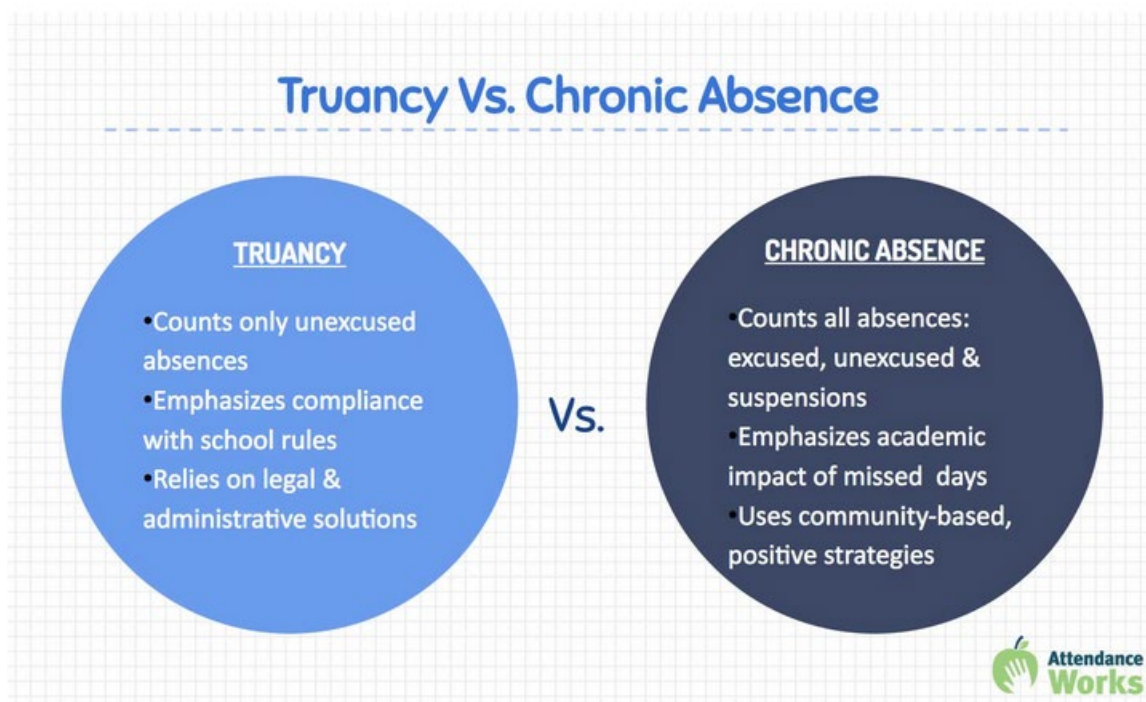 Truancy Vs. Chronic Absence
TRUANCY
•Counts only unexcused
absences
•Emphasizes compliance
with school rules
•Relies on legal &
administrative solutions
Vs.
CHRONIC ABSENCE
•Counts all absences:
excused, unexcused &
suspensions
•Emphasizes academic
impact of missed  days
•Uses community-based,
positive strategies
Attendance
Works